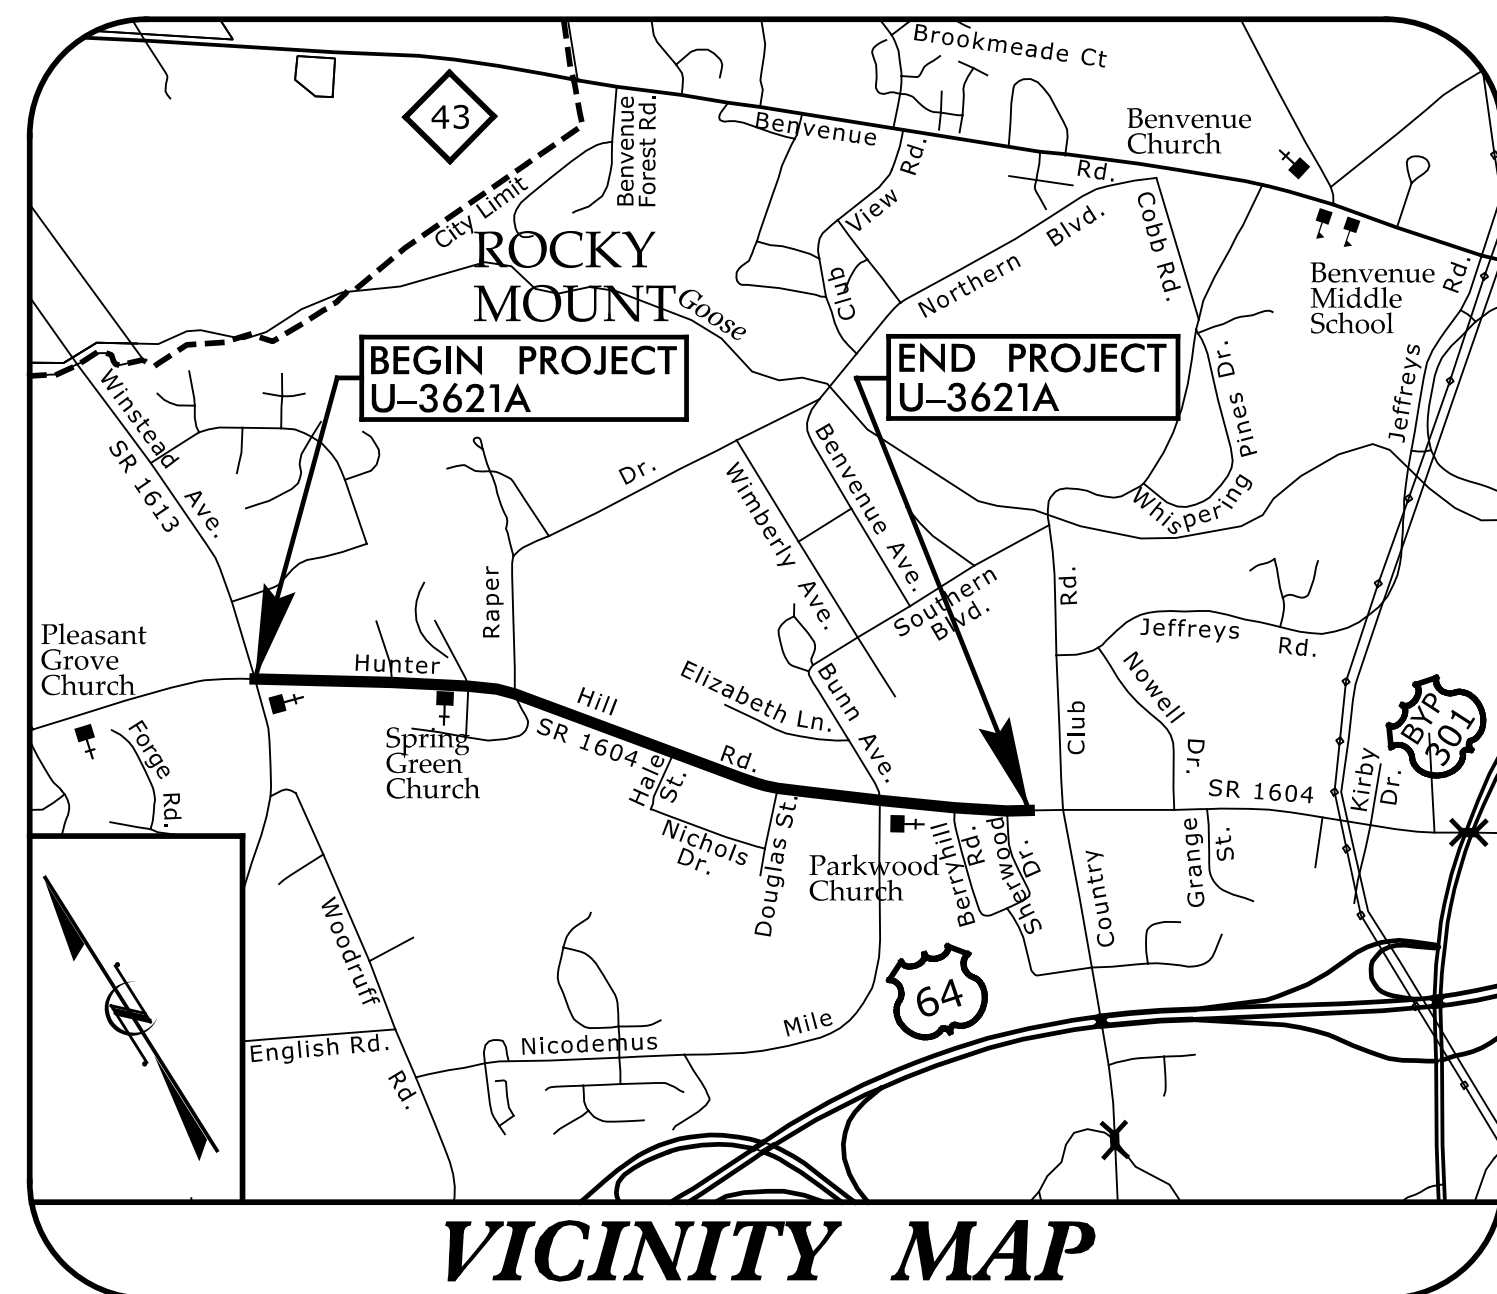 Brookmeade Ct
43
Benvenue
Forest Rd.
Benvenue
Rd.
Benvenue
Church
City Limit
ROCKY
MOUNT
Goose
Club
View
Rd.
Northern
Blvd.
Cobb Rd.
Benvenue
Middle
School
Jeffreys
Rd.
BEGIN PROJECT
U–3621A
END PROJECT
U–3621A
Winstead
Ave.
SR 1613
Dr.
Raper
Wimberly Ave.
Benvenue Ave.
Southern
Blvd.
Whispering Pines Dr.
Rd.
Club
Jeffreys
Rd.
Nowell
Dr.
Pleasant
Grove
Church
Hunter
Hill
Rd.
SR 1604
Elizabeth Ln.
Bunn Ave.
Spring
Green
Church
Forge
Rd.
Hale
St.
Nichols
Dr.
Douglas St.
Parkwood
Church
Berryhill
Rd.
Sherwood
Dr.
Country
Grange
St.
SR 1604
Kirby
Dr.
BYP
301
Woodruff
Rd.
English Rd.
Nicodemus
Mile
64
VICINITY MAP